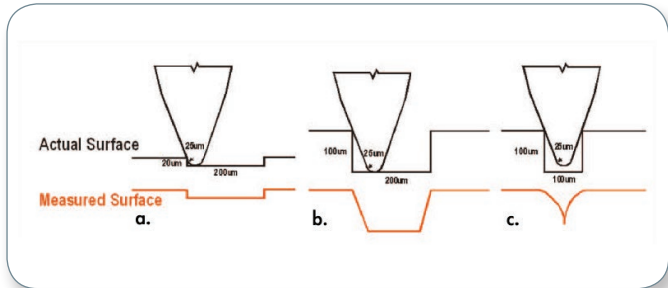 25um
20um
200um
100um
25um
200um
100um
25um
100um
Actual Surface
Measured Surface
a.
b.
c.